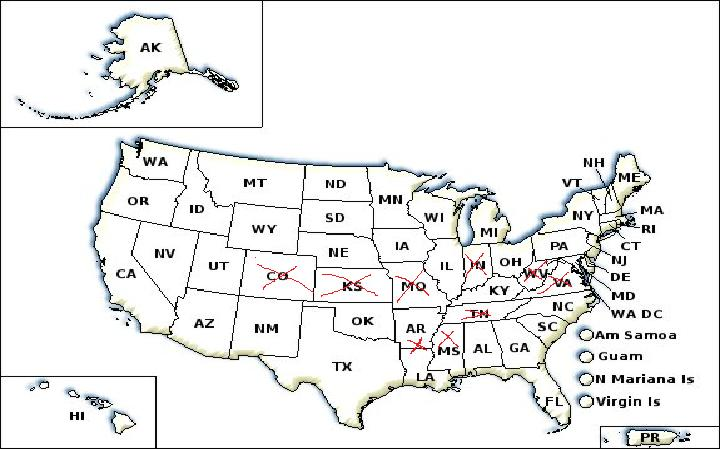 AK
NH
WA
VT
ME
MT
ND
MN
OR
ID
SD
WI
MI
NY
MA
RI
WY
CT
IA
PA
NJ
NV
NE
IL
IN
OH
DE
CA
UT
CO
KS
MO
WV
VA
MD
KY
WA DC
AZ
NM
OK
AR
TN
NC
SC
Am Samoa
TX
MS
AL
GA
Guam
LA
N Mariana Is
HI
FL
Virgin Is
PR